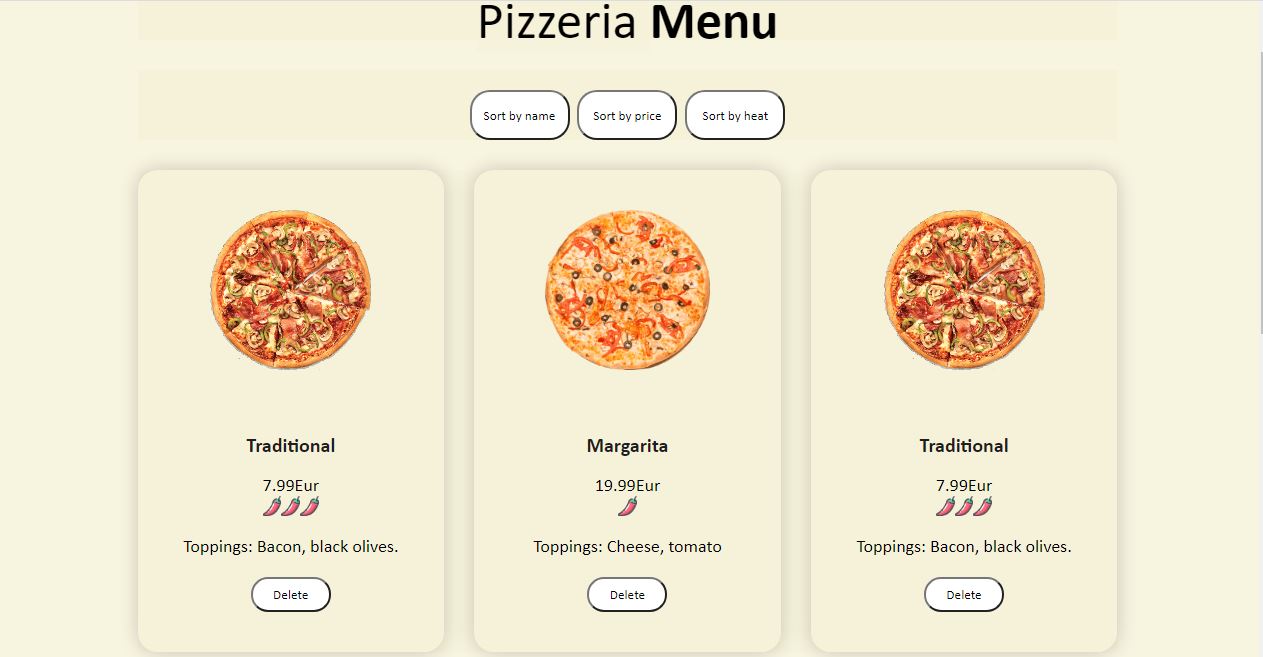 Pizzeria Menu
Sort by name
Sort by price
Sort by heat
Traditional
7.99Eur
Toppings: Bacon, black olives.
Delete
Margarita
19.99Eur
Toppings: Cheese, tomato
Delete
Traditional
7.99Eur
Toppings: Bacon, black olives.
Delete